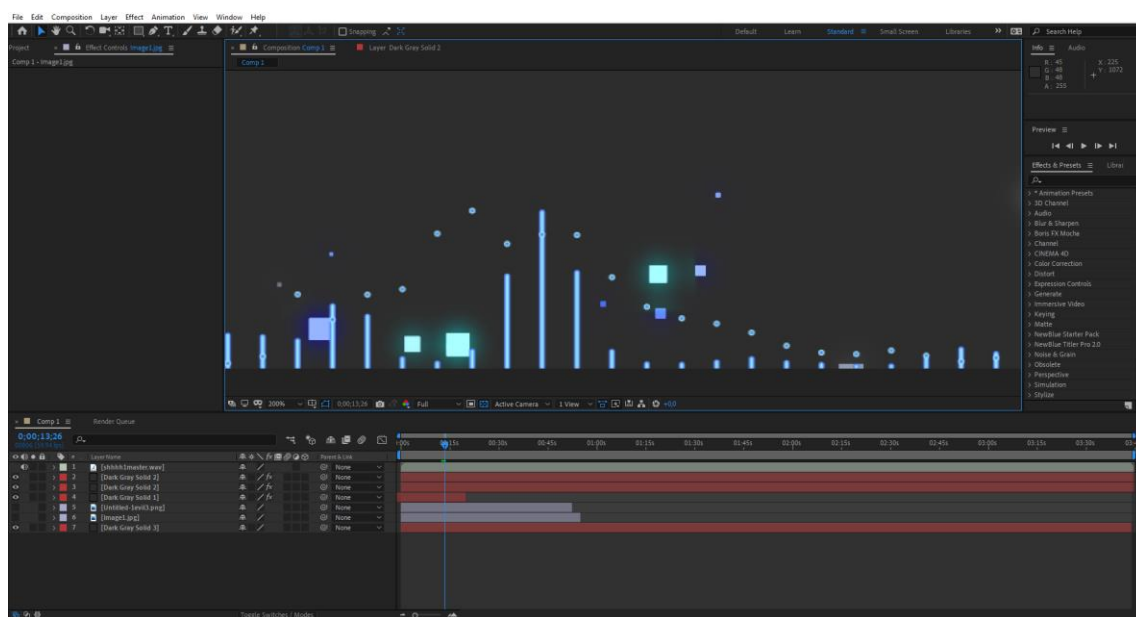 File Edit Composition Layer Effect Animation View Window Help
Snapping
Default Learn Standard Small Screen Libraries
Search Help
Project Effect Controls Image1.jpg
Comp 1 - Image1.jpg
Composition Comp 1
Layer Dark Gray Solid 2
Comp 1
Info Audio
R : 45
G : 46
B : 46
A : 255
X : 225
Y : 1072
Preview
Effects & Presets Librar
* Animation Presets
3D Channel
Audio
Blur & Sharpen
Boris FX Mocha
Channel
CINEMA 4D
Color Correction
Distort
Expression Controls
Generate
Immersive Video
Keying
Matte
NewBlue Starter Pack
NewBlue Titler Pro 2.0
Noise & Grain
Obsolete
Perspective
Simulation
Stylize
200% 0;00;13;26 Full Active Camera 1 View +0,0
Comp 1 Render Queue
0;00;13;26
# Layer Name Parent & Link
1 [shhhh1master.wav] None
2 [Dark Gray Solid 2] None
3 [Dark Gray Solid 2] None
4 [Dark Gray Solid 1] None
5 [Untitled-1evil3.png] None
6 [Image1.jpg] None
7 [Dark Gray Solid 3] None
00:30s 00:45s 01:00s 01:15s 01:30s 01:45s 02:00s 02:15s 02:30s 02:45s 03:00s 03:15s 03:30s
Toggle Switches / Modes